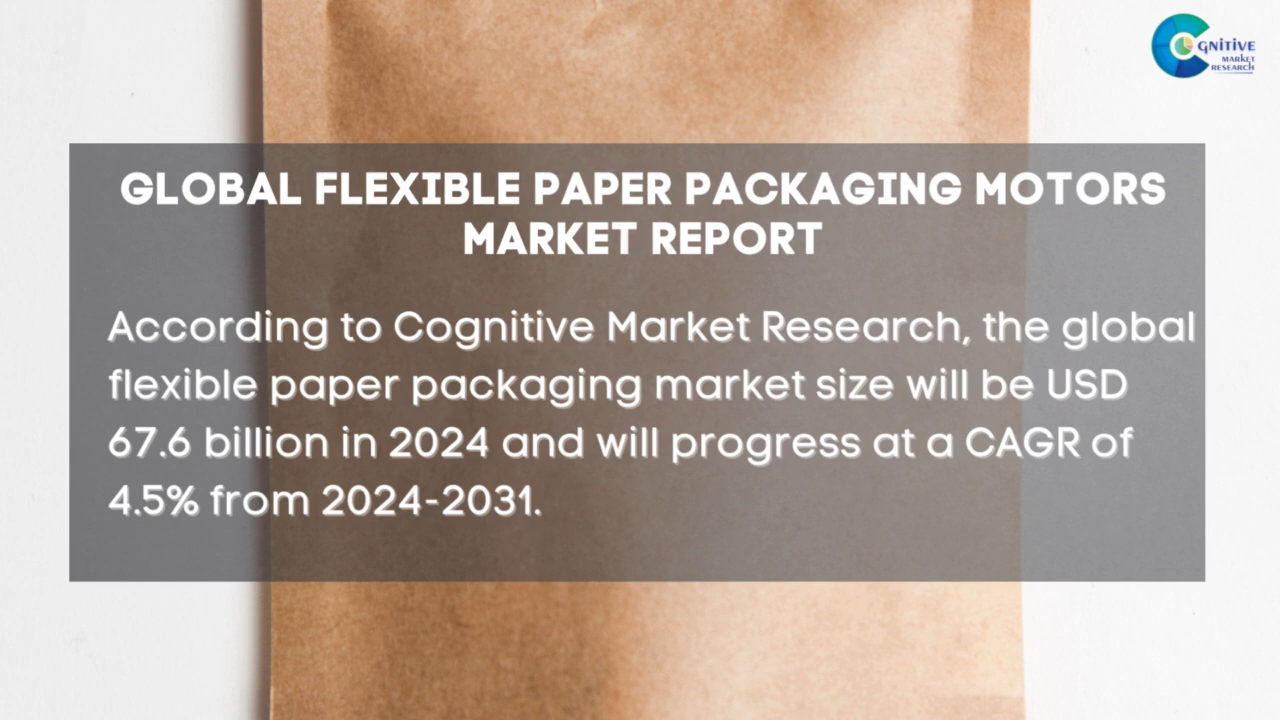 GNITIVE
MARKET
RESEARCH
GLOBAL FLEXIBLE PAPER PACKAGING MOTORS
MARKET REPORT
According to Cognitive Market Research, the global
flexible paper packaging market size will be USD
67.6 billion in 2024 and will progress at a CAGR of
4.5% from 2024-2031.